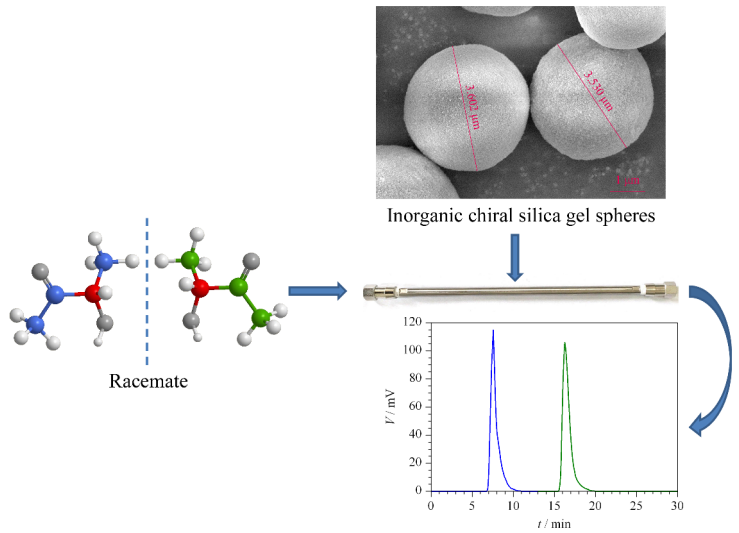 3.602 μm
3.530 μm
1 μm
Inorganic chiral silica gel spheres
Racemate
120
100
80
60
40
20
0
V / mV
0 5 10 15 20 25 30
t / min